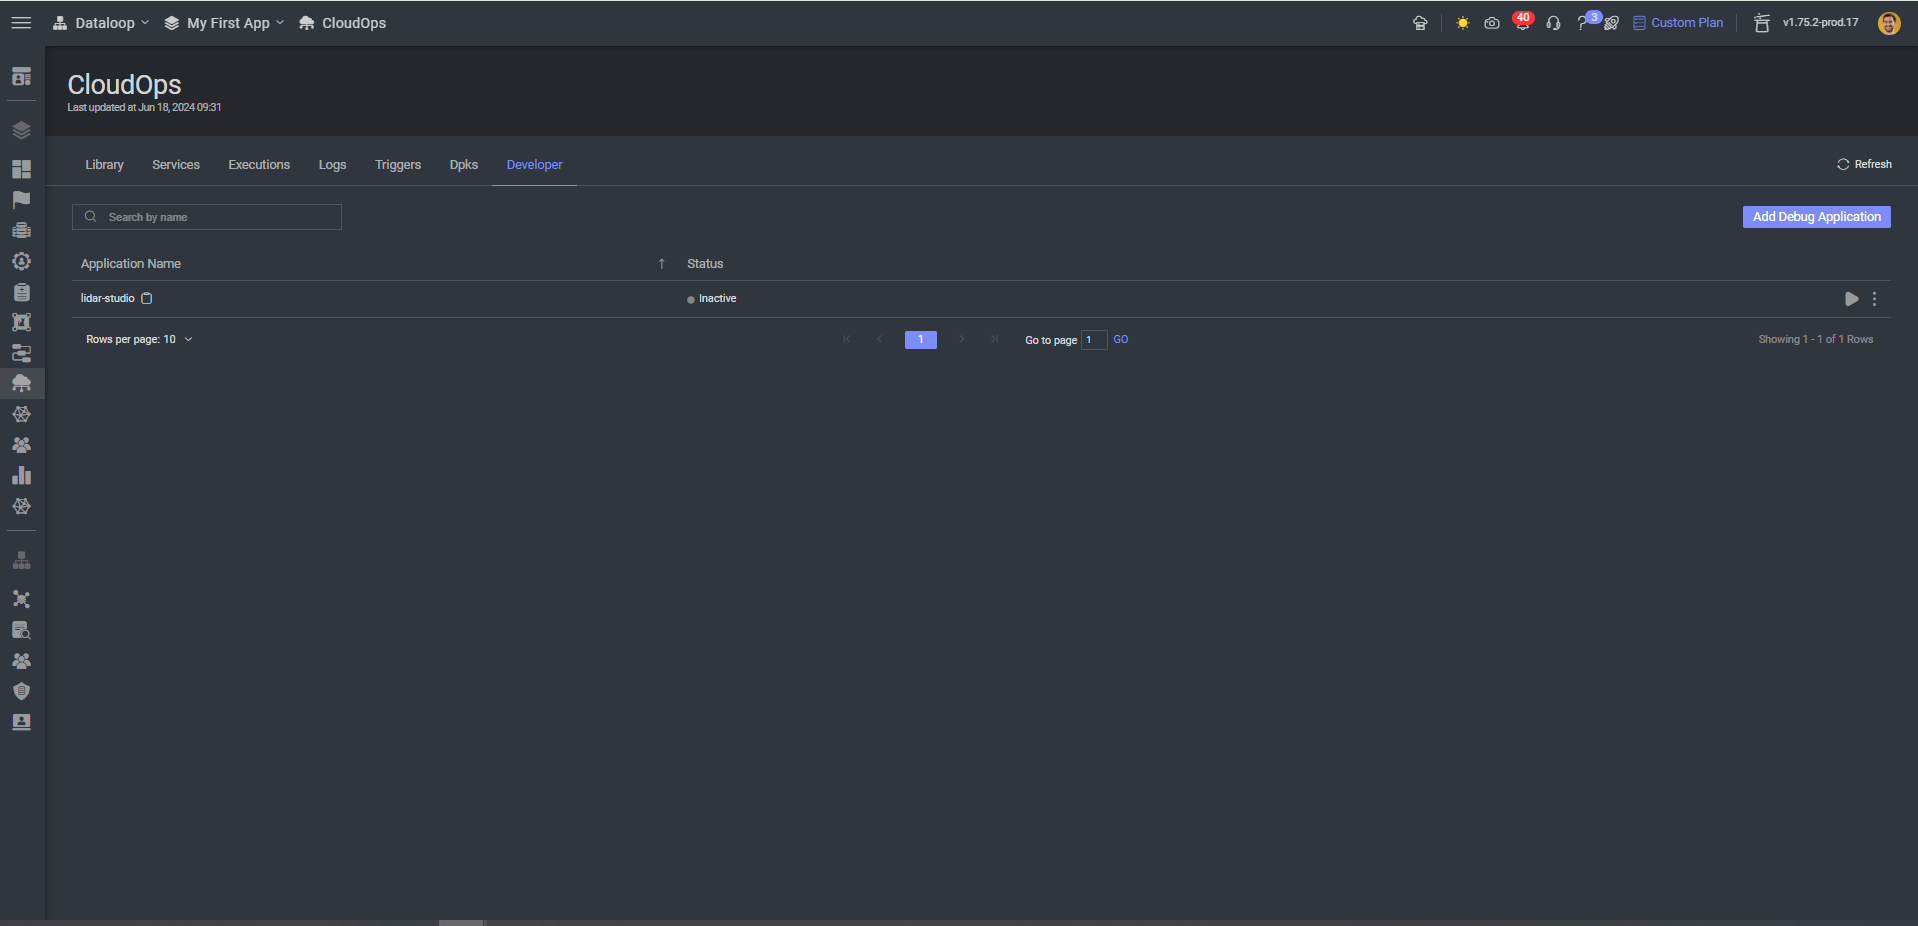 Dataloop My First App CloudOps 40 3 Custom Plan v1.75.2-prod.17
CloudOps
Last updated at Jun 18, 2024 09:31
Library Services Executions Logs Triggers Dpks Developer Refresh
Search by name Add Debug Application
Application Name Status
lidar-studio Inactive
Rows per page: 10 1 Go to page 1 GO Showing 1 - 1 of 1 Rows